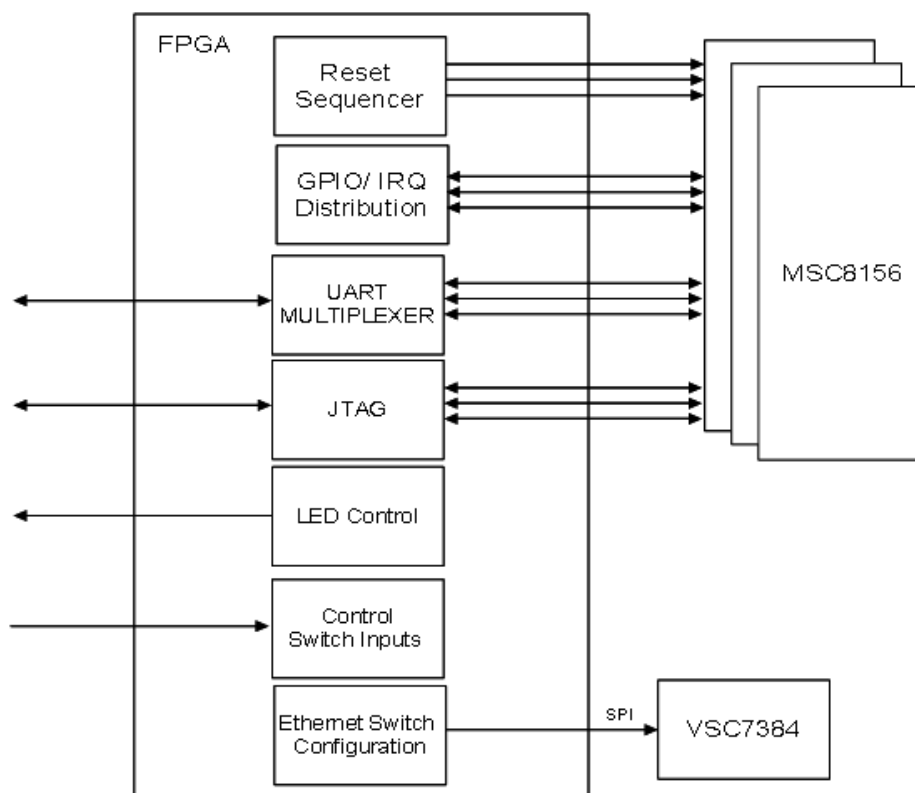 FPGA
Reset
Sequencer
GPIO/ IRQ
Distribution
UART
MULTIPLEXER
JTAG
LED Control
Control
Switch Inputs
Ethernet Switch
Configuration
MSC8156
SPI
VSC7384